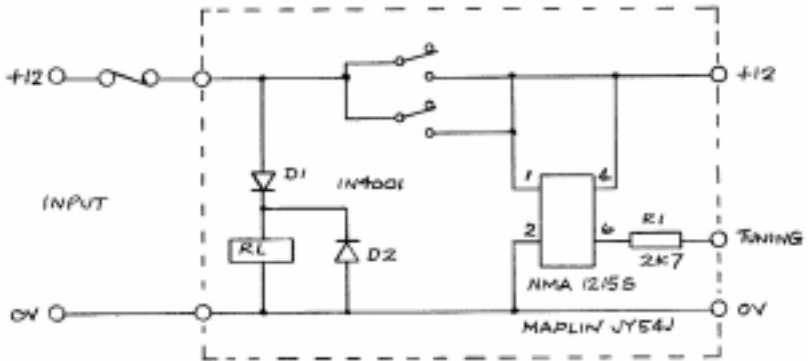 +12
+12
D1
1N4001
1
4
INPUT
2
6
R1
TUNING
RL
D2
2K7
NMA 1215S
0V
0V
MAPLIN JY54J